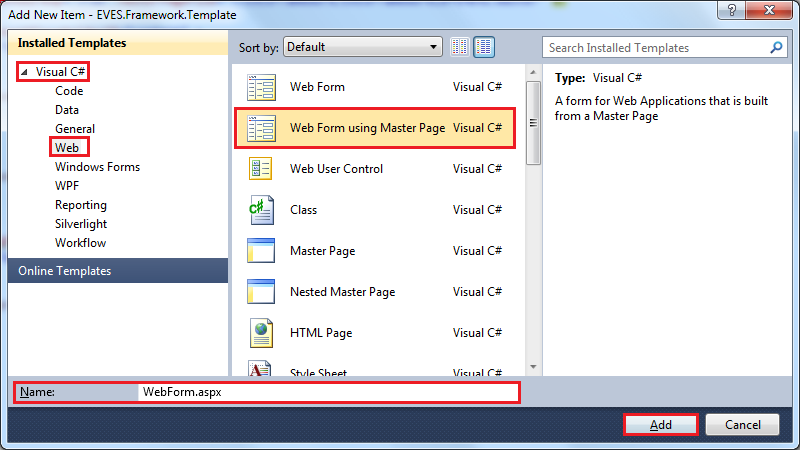 Add New Item - EVES.Framework.Template
Installed Templates
Visual C#
Code
Data
General
Web
Windows Forms
WPF
Reporting
Silverlight
Workflow
Online Templates
Sort by: Default
Web Form Visual C#
Web Form using Master Page Visual C#
Web User Control Visual C#
Class Visual C#
Master Page Visual C#
Nested Master Page Visual C#
HTML Page Visual C#
Style Sheet Visual C#
Search Installed Templates
Type: Visual C#
A form for Web Applications that is built
from a Master Page
Name: WebForm.aspx
Add Cancel